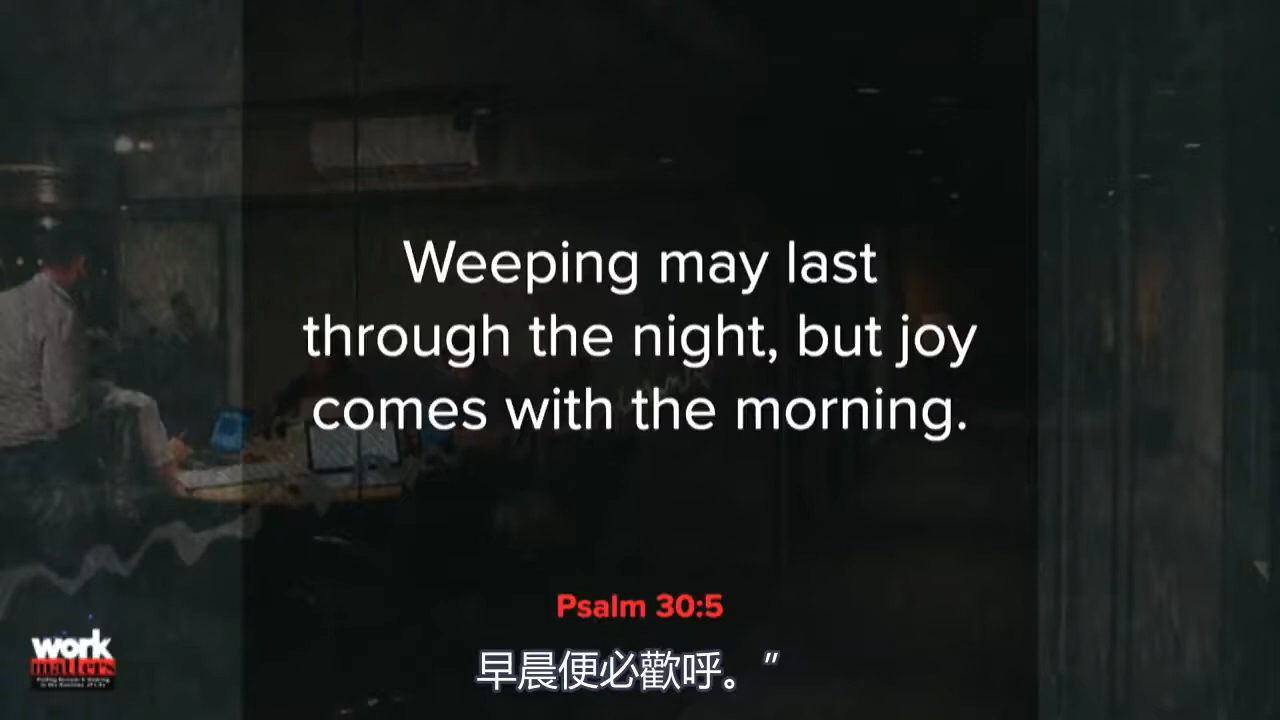 Weeping may last
through the night, but joy
comes with the morning.
Psalm 30:5
早晨便必歡呼。”
work
matters